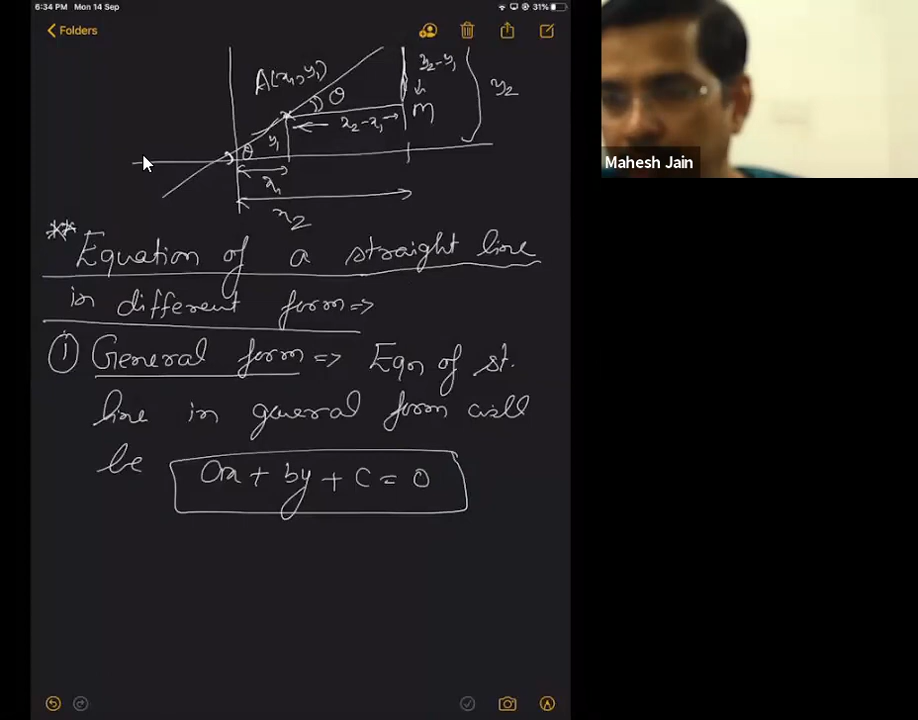 6:34 PM Mon 14 Sep
31%
Folders
A(x₁, y₁)
θ
y₂-y₁
y₂
M
x₂-x₁
y₁
θ
x₁
x₂
** Equation of a straight line
in different form ⇒
① General form ⇒ Eqn of st.
line in general form will
be ax + by + c = 0
Mahesh Jain